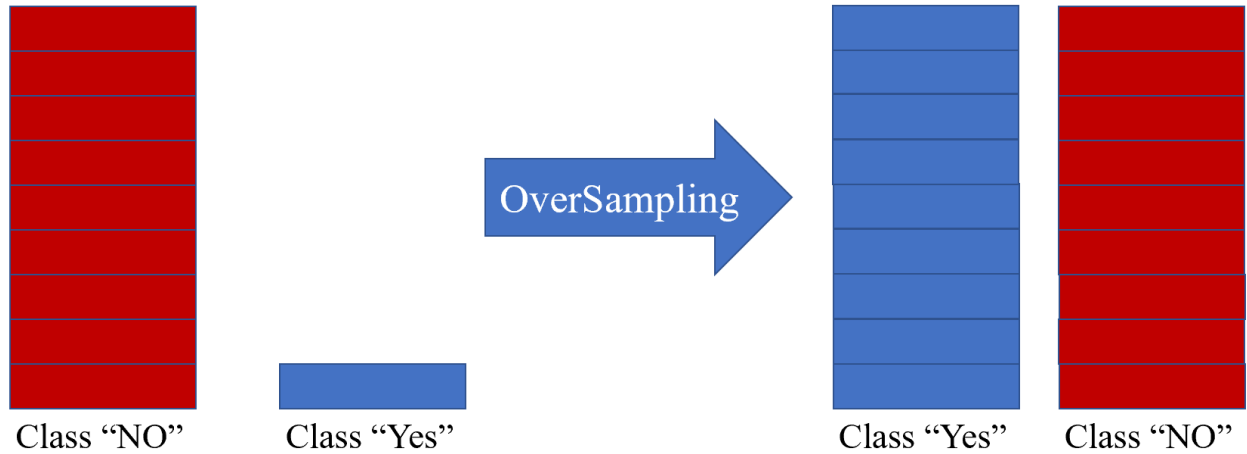 OverSampling
Class “NO”
Class “Yes”
Class “Yes”
Class “NO”